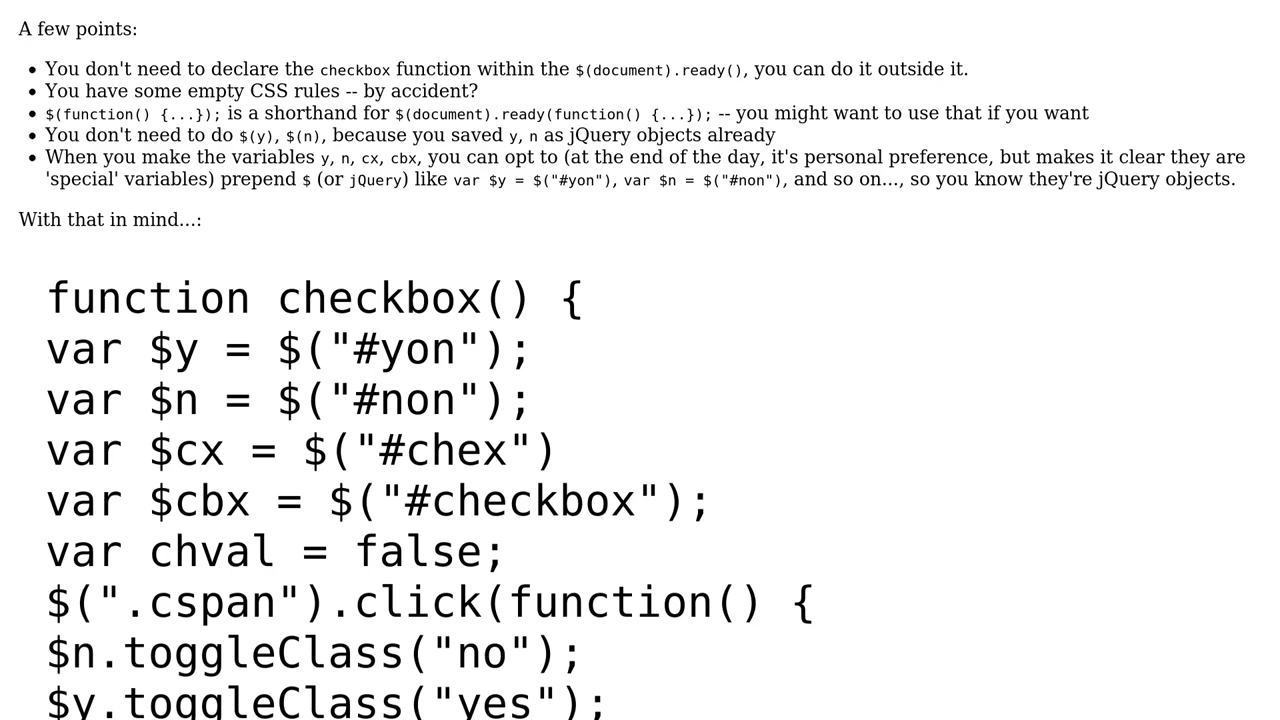 A few points:
You don't need to declare the checkbox function within the $(document).ready(), you can do it outside it.
You have some empty CSS rules -- by accident?
$(function() {...}); is a shorthand for $(document).ready(function() {...}); -- you might want to use that if you want
You don't need to do $(y), $(n), because you saved y, n as jQuery objects already
When you make the variables y, n, cx, cbx, you can opt to (at the end of the day, it's personal preference, but makes it clear they are
'special' variables) prepend $ (or jQuery) like var $y = $("#yon"), var $n = $("#non"), and so on..., so you know they're jQuery objects.
With that in mind...:
function checkbox() {
var $y = $("#yon");
var $n = $("#non");
var $cx = $("#chex")
var $cbx = $("#checkbox");
var chval = false;
$(".cspan").click(function() {
$n.toggleClass("no");
$y.toggleClass("yes");